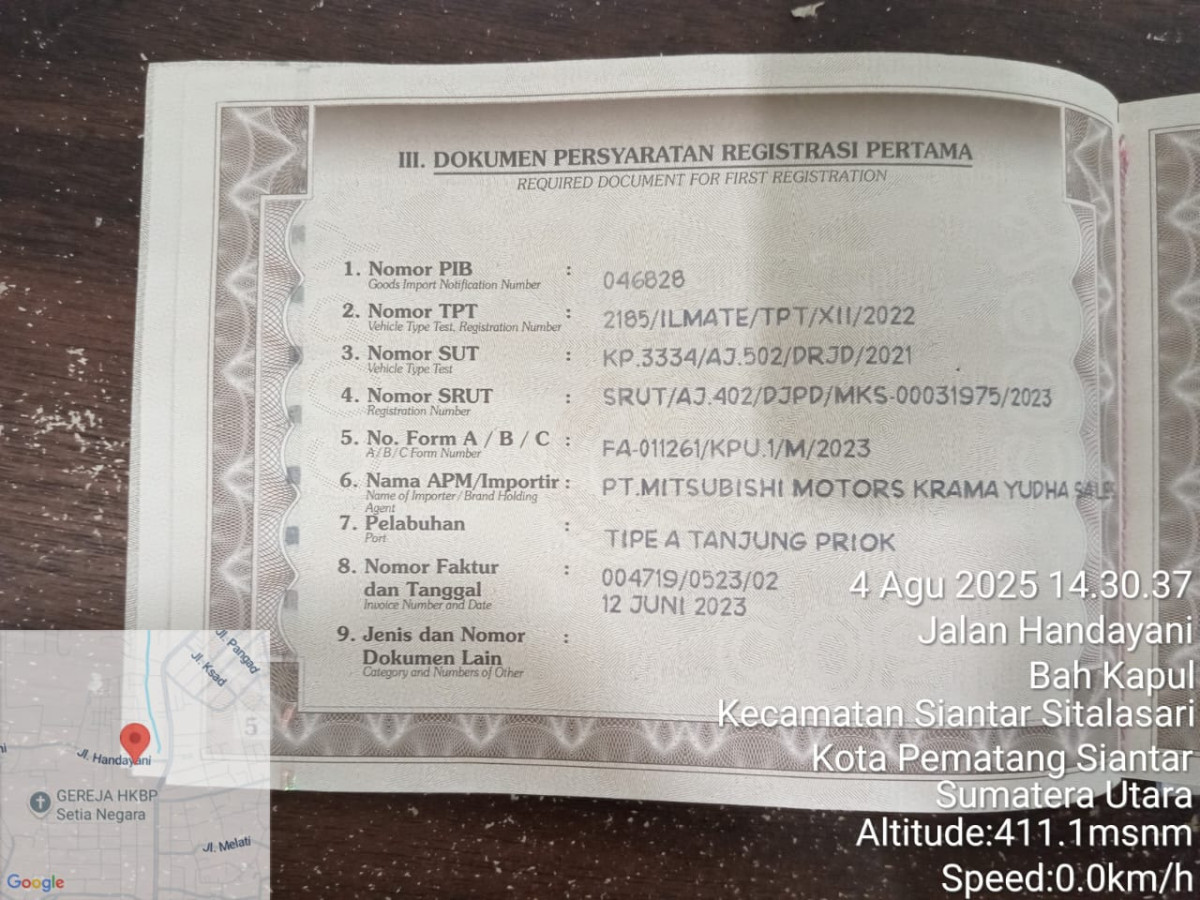 III. DOKUMEN PERSYARATAN REGISTRASI PERTAMA
REQUIRED DOCUMENT FOR FIRST REGISTRATION
1. Nomor PIB : 046828
Goods Import Notification Number
2. Nomor TPT : 2185/ILMATE/TPT/XII/2022
Vehicle Type Test, Registration Number
3. Nomor SUT : KP.3334/AJ.502/DRJD/2021
Vehicle Type Test
4. Nomor SRUT : SRUT/AJ.402/DJPD/MKS-00031975/2023
Registration Number
5. No. Form A / B / C : FA-011261/KPU.1/M/2023
A / B / C Form Number
6. Nama APM/Importir : PT.MITSUBISHI MOTORS KRAMA YUDHA SALES
Name of Importer / Brand Holding
Agent
7. Pelabuhan : TIPE A TANJUNG PRIOK
Port
8. Nomor Faktur : 004719/0523/02
dan Tanggal 12 JUNI 2023
Invoice Number and Date
9. Jenis dan Nomor :
Dokumen Lain
Category and Numbers of Other
5
4 Agu 2025 14.30.37
Jalan Handayani
Bah Kapul
Kecamatan Siantar Sitalasari
Kota Pematang Siantar
Sumatera Utara
Altitude:411.1msnm
Speed:0.0km/h
Jl. Pangad
Jl. Ksad
Jl. Handayani
GEREJA HKBP
Setia Negara
Jl. Melati
Google